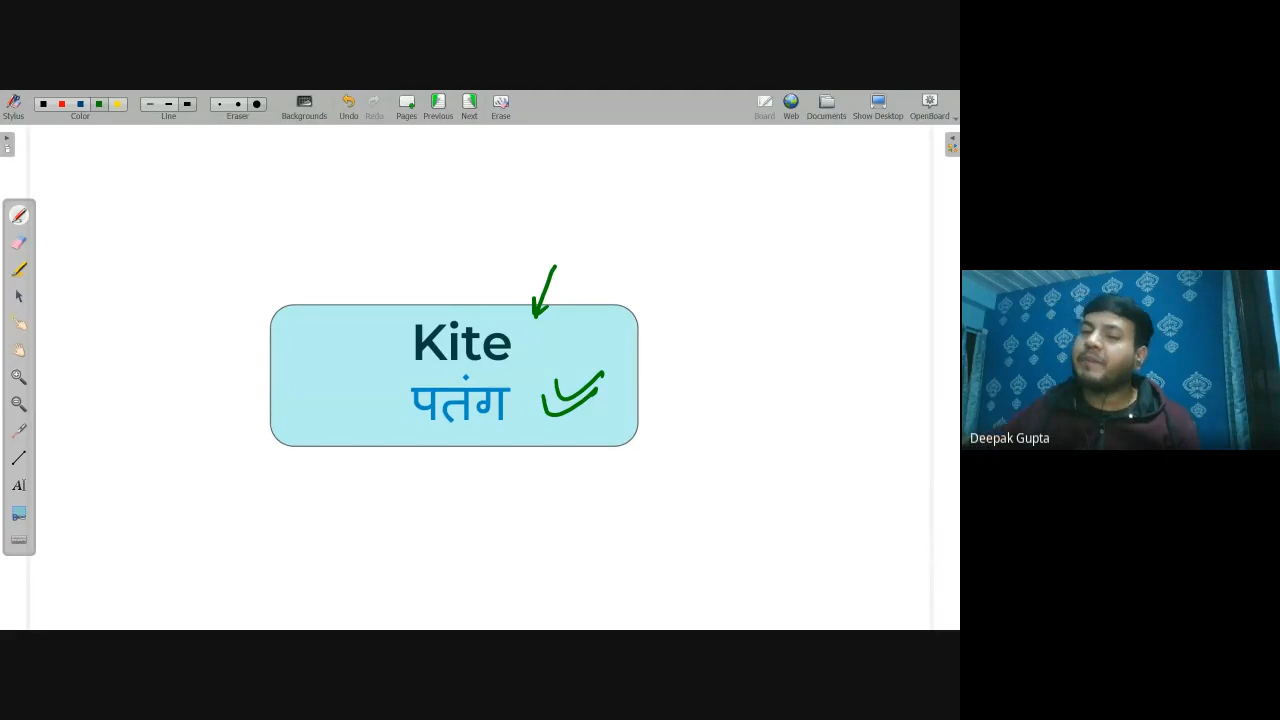 Stylus
Color
Line
Eraser
Backgrounds
Undo
Redo
Pages
Previous
Next
Erase
Board
Web
Documents
Show Desktop
OpenBoard
Kite
पतंग
AI
Deepak Gupta